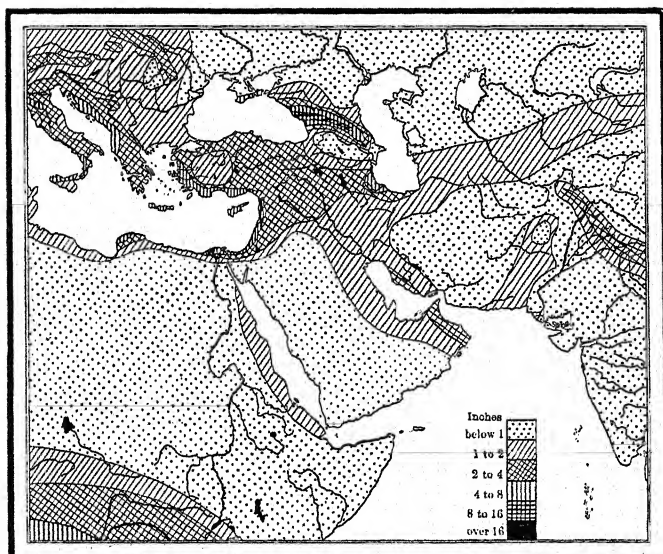 Inches
below 1
1 to 2
2 to 4
4 to 8
8 to 16
over 16